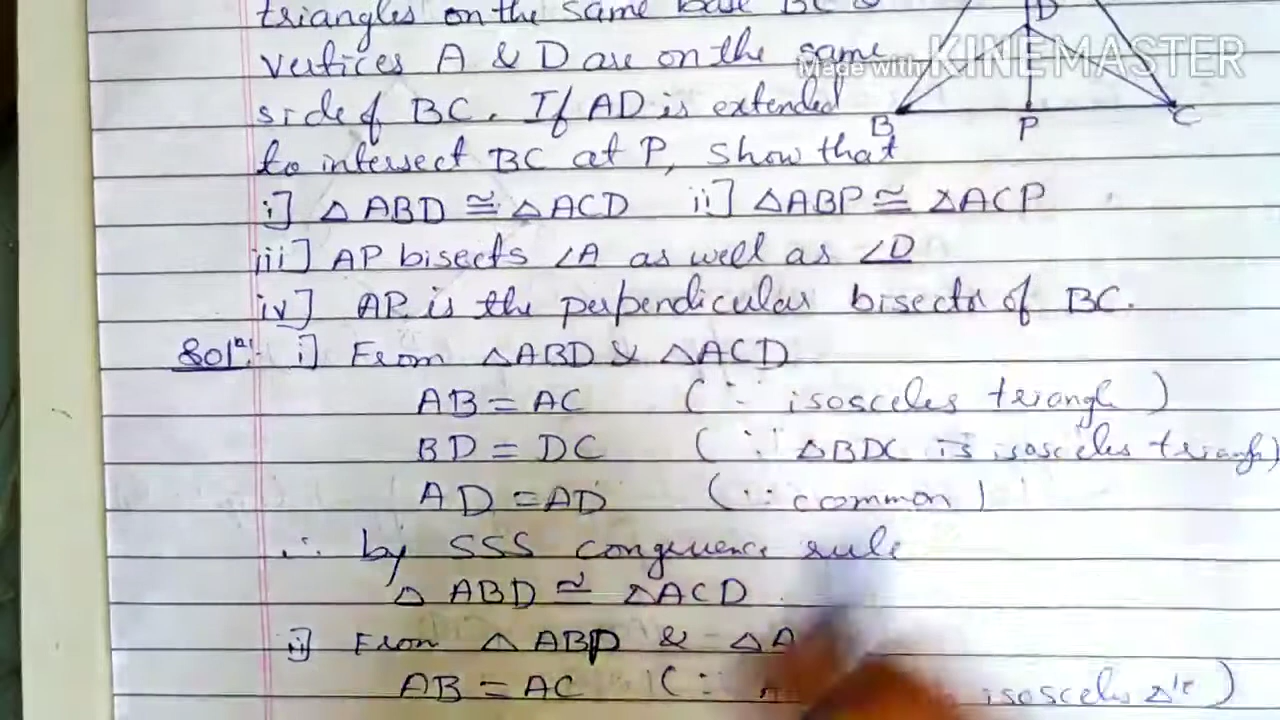 triangles on the same base BC &
vertices A & D are on the same
side of BC. If AD is extended
to intersect BC at P, show that
i] △ABD ≅ △ACD ii] △ABP ≅ △ACP
iii] AP bisects ∠A as well as ∠D
iv] AP is the perpendicular bisector of BC.
Solⁿ:- i] From △ABD & △ACD
AB = AC (∵ isosceles triangle)
BD = DC (∵ △BDC is isosceles triangle)
AD = AD (∵ common)
∴ by SSS congruence rule
△ABD ≅ △ACD
ii] From △ABP & △A
AB = AC (∵ isosceles △le)
D
B
P
C
Made with KINEMASTER